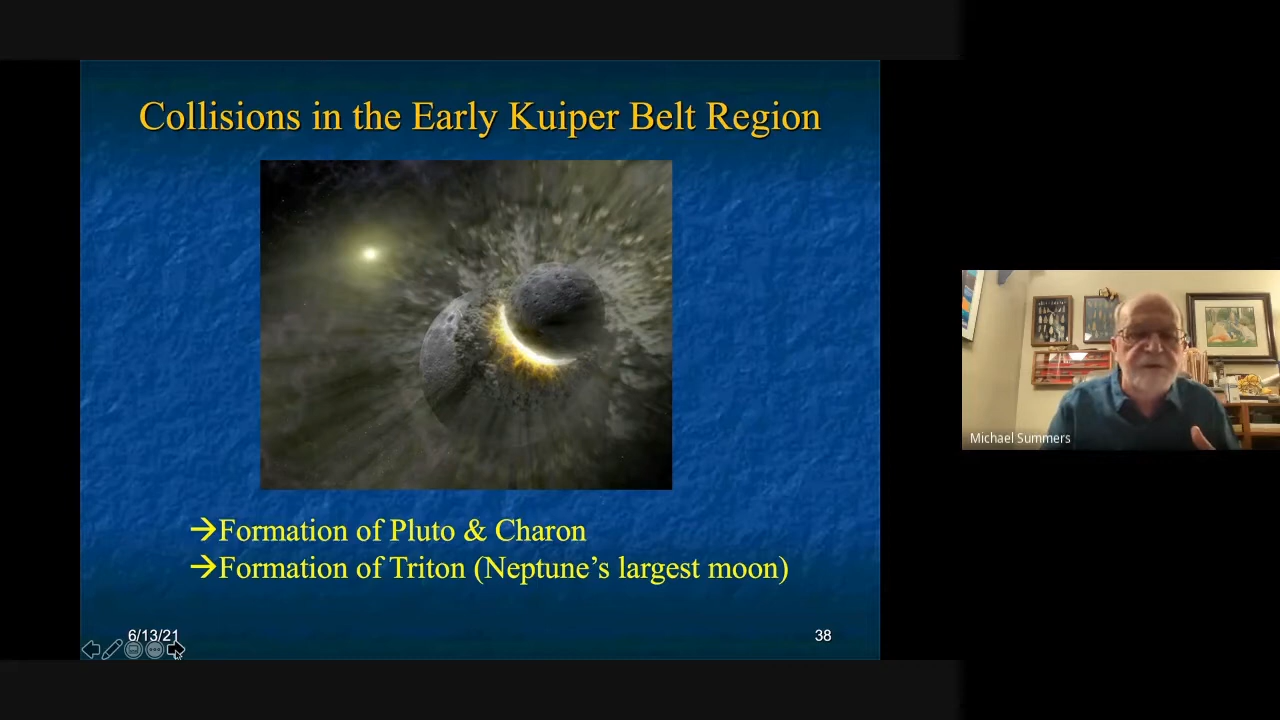 Collisions in the Early Kuiper Belt Region
→Formation of Pluto & Charon
→Formation of Triton (Neptune’s largest moon)
6/13/21
38
Michael Summers